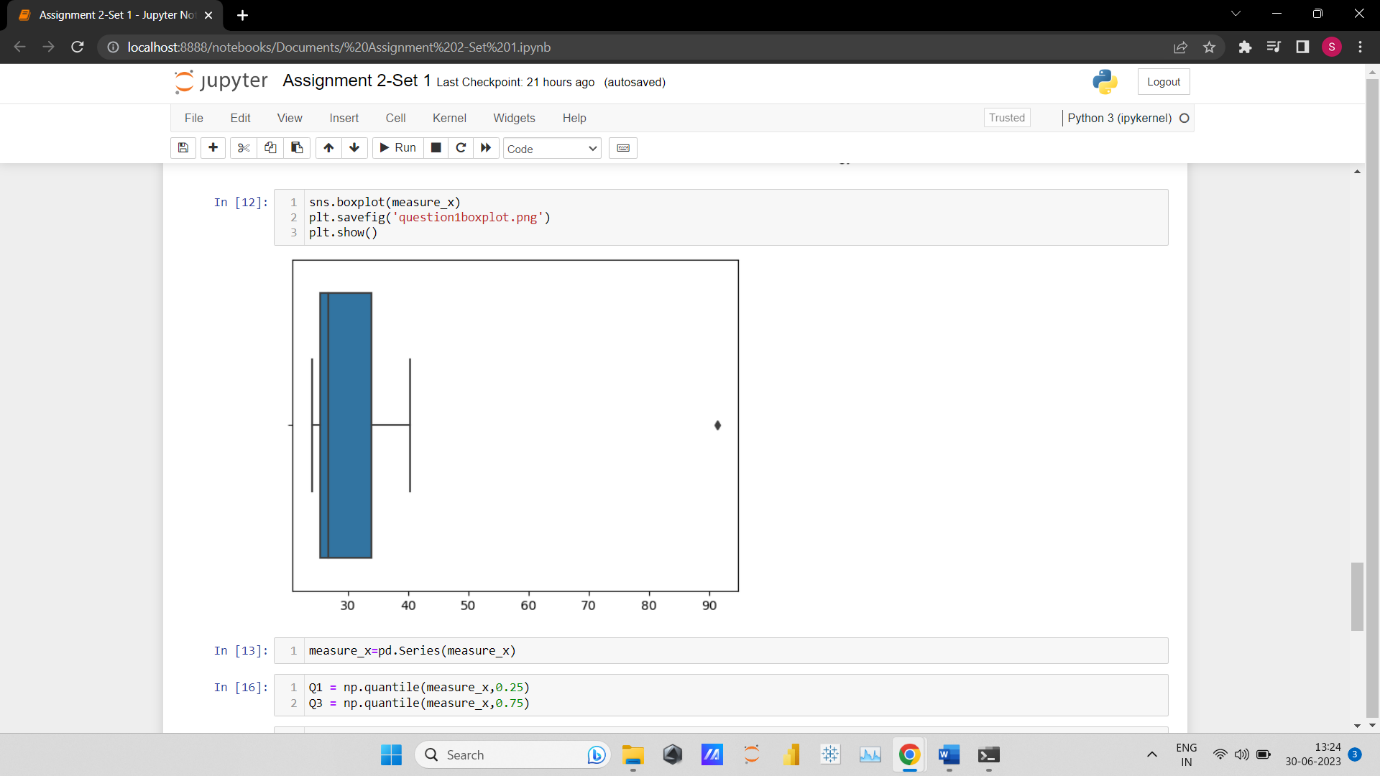 Assignment 2-Set 1 - Jupyter No
localhost:8888/notebooks/Documents/%20Assignment%202-Set%201.ipynb
S
jupyter Assignment 2-Set 1 Last Checkpoint: 21 hours ago (autosaved)
Logout
File Edit View Insert Cell Kernel Widgets Help
Trusted
Python 3 (ipykernel)
Run
Code
In [12]:
1 sns.boxplot(measure_x)
2 plt.savefig('question1boxplot.png')
3 plt.show()
30 40 50 60 70 80 90
In [13]:
1 measure_x=pd.Series(measure_x)
In [16]:
1 Q1 = np.quantile(measure_x,0.25)
2 Q3 = np.quantile(measure_x,0.75)
Search
ENG
IN
13:24
30-06-2023
3